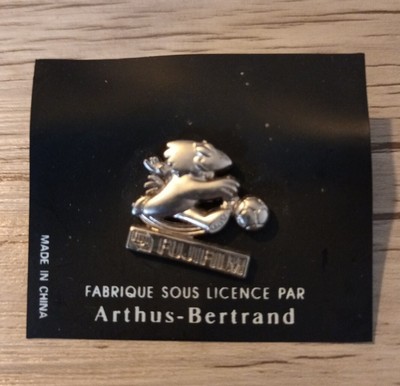 FUJIFILM
MADE IN CHINA
FABRIQUE SOUS LICENCE PAR
Arthus-Bertrand